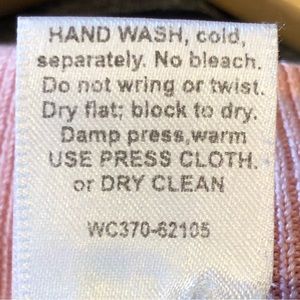 HAND WASH, cold,
separately. No bleach.
Do not wring or twist.
Dry flat; block to dry.
Damp press,warm
USE PRESS CLOTH.
or DRY CLEAN
WC370-62105